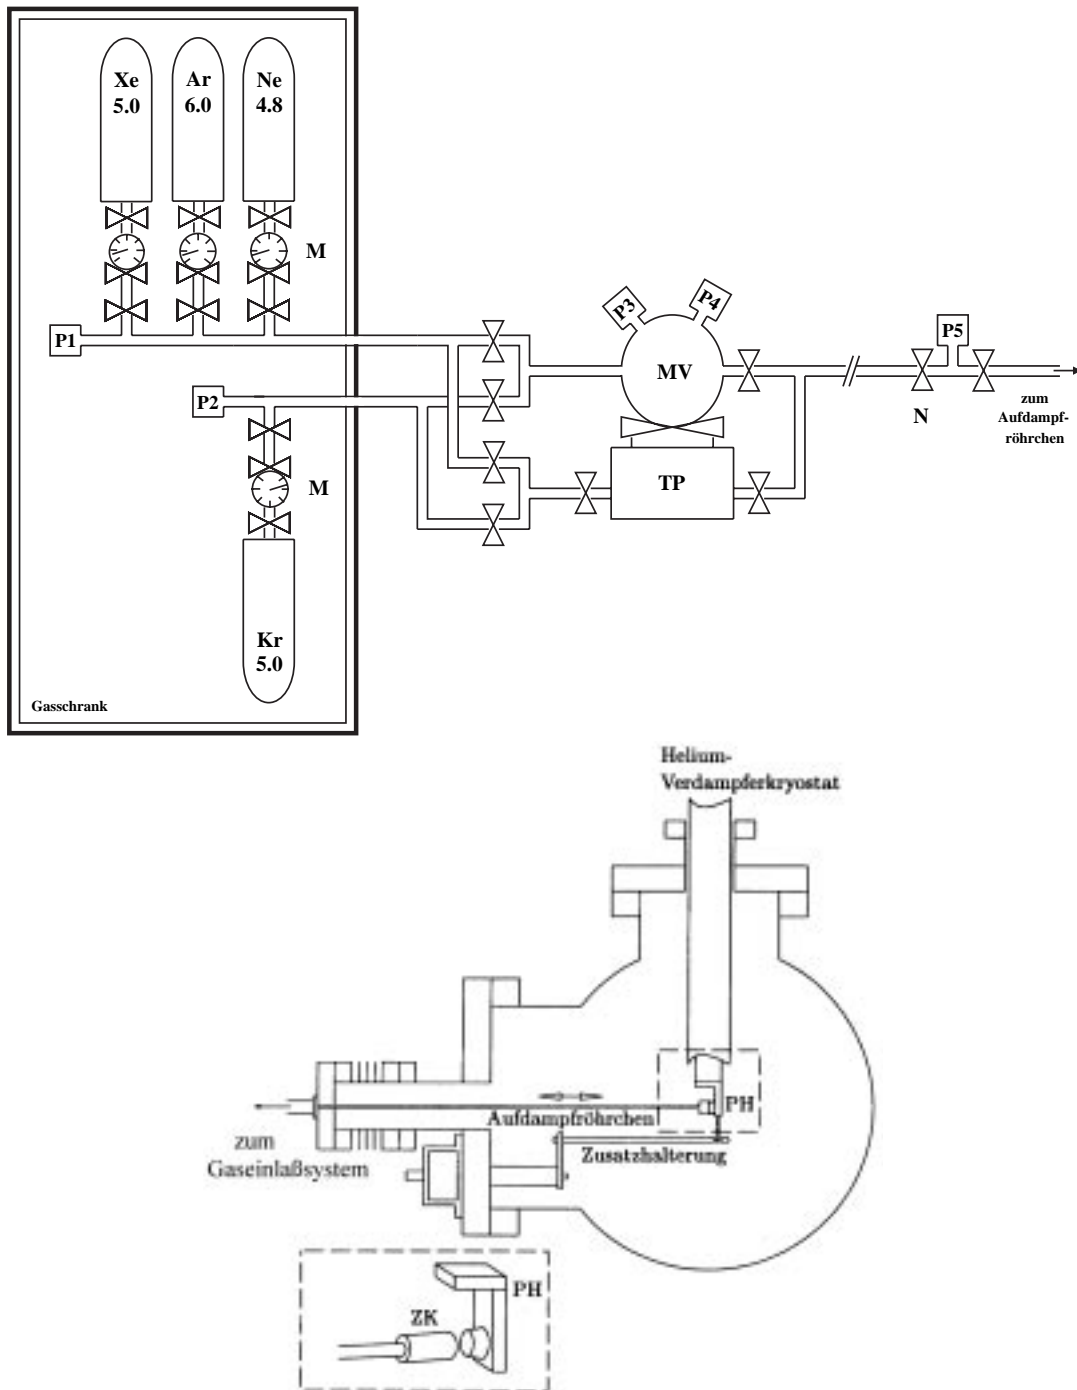 Xe
5.0
Ar
6.0
Ne
4.8
M
P1
P2
M
Kr
5.0
Gasschrank
P3
P4
MV
TP
P5
N
zum
Aufdampf-
röhrchen
Helium-
Verdampferkryostat
PH
Aufdampfröhrchen
Zusatzhalterung
zum
Gaseinlaßsystem
PH
ZK